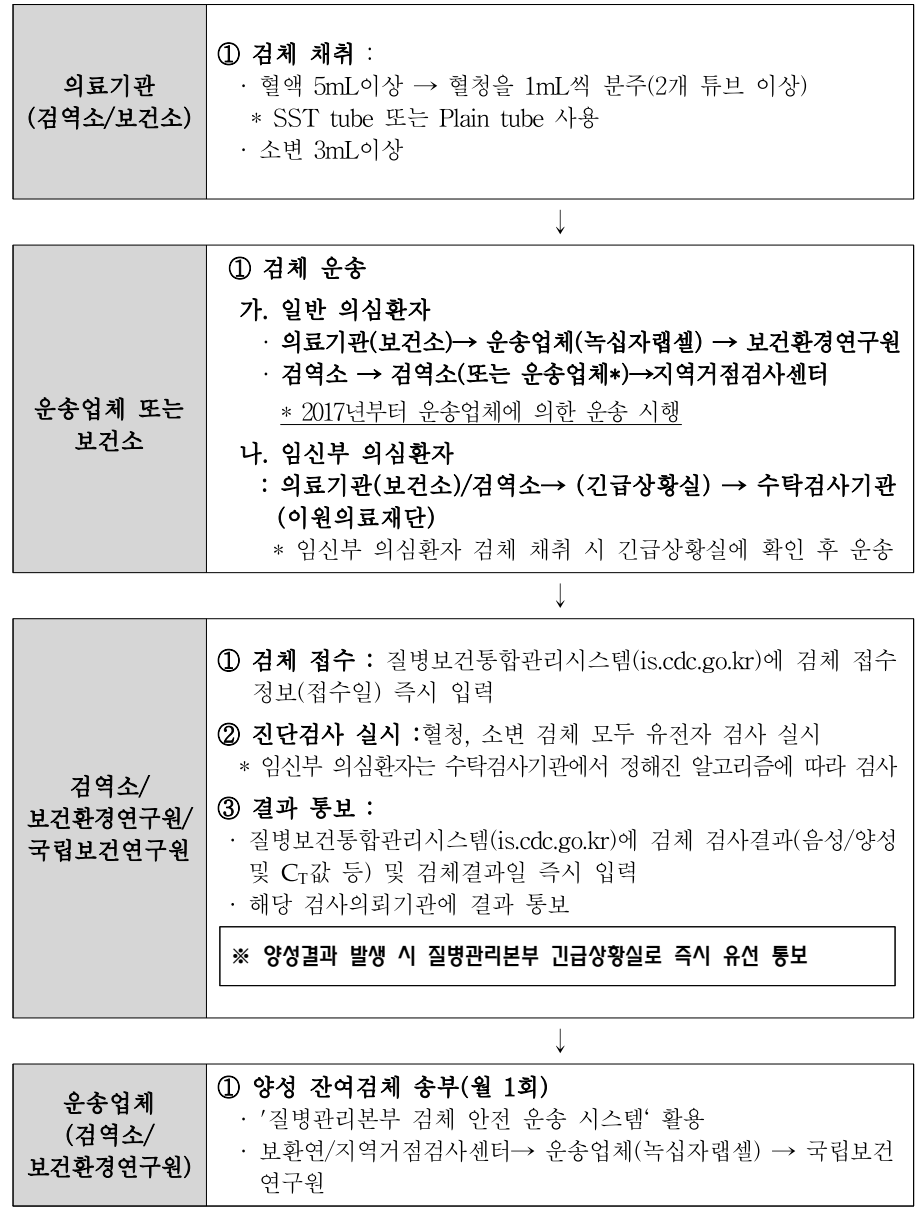 의료기관
(검역소/보건소)
① 검체 채취 :
· 혈액 5mL이상 → 혈청을 1mL씩 분주(2개 튜브 이상)
* SST tube 또는 Plain tube 사용
· 소변 3mL이상
↓
운송업체 또는
보건소
① 검체 운송
가. 일반 의심환자
· 의료기관(보건소)→ 운송업체(녹십자랩셀) → 보건환경연구원
· 검역소 → 검역소(또는 운송업체*)→지역거점검사센터
* 2017년부터 운송업체에 의한 운송 시행
나. 임신부 의심환자
: 의료기관(보건소)/검역소→ (긴급상황실) → 수탁검사기관
(이원의료재단)
* 임신부 의심환자 검체 채취 시 긴급상황실에 확인 후 운송
↓
검역소/
보건환경연구원/
국립보건연구원
① 검체 접수 : 질병보건통합관리시스템(is.cdc.go.kr)에 검체 접수
정보(접수일) 즉시 입력
② 진단검사 실시 :혈청, 소변 검체 모두 유전자 검사 실시
* 임신부 의심환자는 수탁검사기관에서 정해진 알고리즘에 따라 검사
③ 결과 통보 :
· 질병보건통합관리시스템(is.cdc.go.kr)에 검체 검사결과(음성/양성
및 CT값 등) 및 검체결과일 즉시 입력
· 해당 검사의뢰기관에 결과 통보
※ 양성결과 발생 시 질병관리본부 긴급상황실로 즉시 유선 통보
↓
운송업체
(검역소/
보건환경연구원)
① 양성 잔여검체 송부(월 1회)
· '질병관리본부 검체 안전 운송 시스템‘ 활용
· 보환연/지역거점검사센터→ 운송업체(녹십자랩셀) → 국립보건
연구원